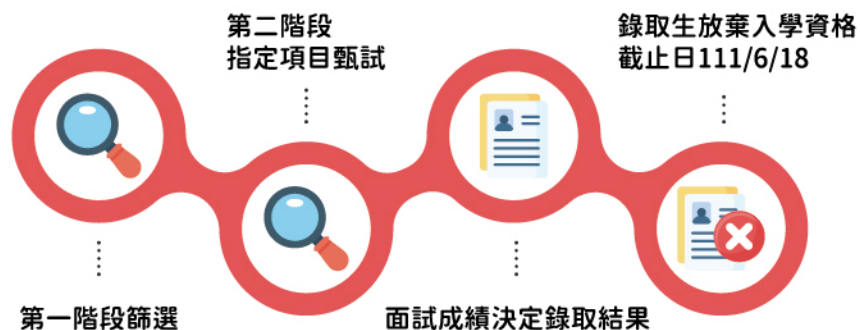 第一階段篩選
第二階段
指定項目甄試
面試成績決定錄取結果
錄取生放棄入學資格
截止日111/6/18